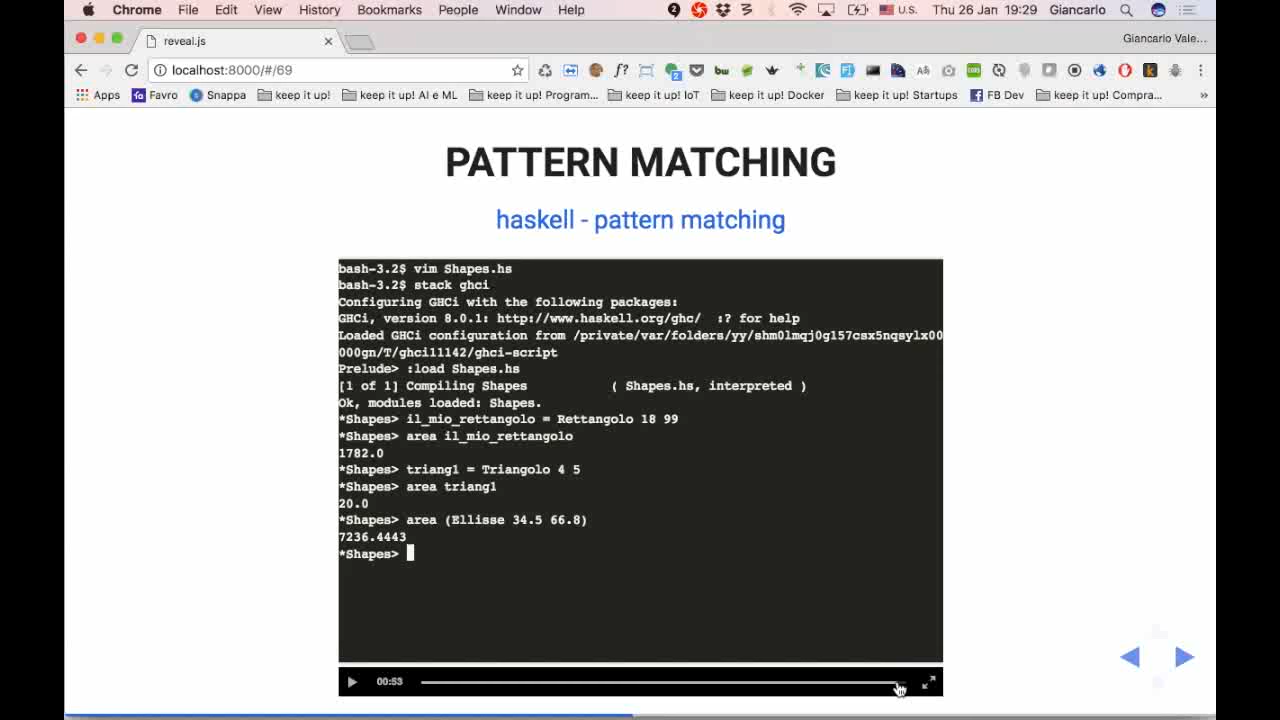 Chrome File Edit View History Bookmarks People Window Help U.S. Thu 26 Jan 19:29 Giancarlo
reveal.js Giancarlo Vale...
localhost:8000/#/69
Apps Favro Snappa keep it up! keep it up! AI e ML keep it up! Program... keep it up! IoT keep it up! Docker keep it up! Startups FB Dev keep it up! Compra... »
PATTERN MATCHING
haskell - pattern matching
bash-3.2$ vim Shapes.hs
bash-3.2$ stack ghci
Configuring GHCi with the following packages:
GHCi, version 8.0.1: http://www.haskell.org/ghc/ :? for help
Loaded GHCi configuration from /private/var/folders/yy/shm0lmqj0g157csx5nqsylx00
000gn/T/ghci11142/ghci-script
Prelude> :load Shapes.hs
[1 of 1] Compiling Shapes ( Shapes.hs, interpreted )
Ok, modules loaded: Shapes.
*Shapes> il_mio_rettangolo = Rettangolo 18 99
*Shapes> area il_mio_rettangolo
1782.0
*Shapes> triang1 = Triangolo 4 5
*Shapes> area triang1
20.0
*Shapes> area (Ellisse 34.5 66.8)
7236.4443
*Shapes>
00:53